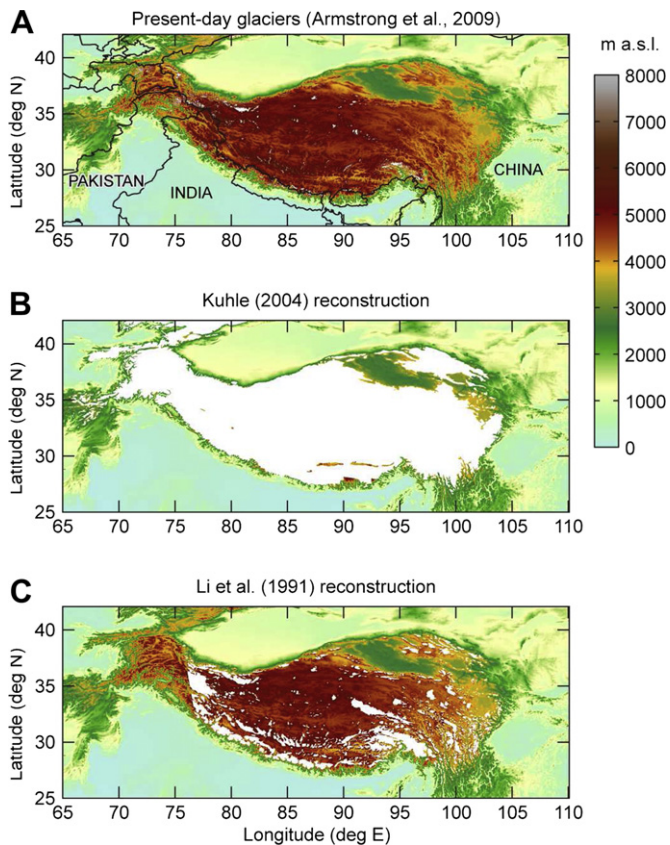 A
Present-day glaciers (Armstrong et al., 2009)
m a.s.l.
40
35
30
25
Latitude (deg N)
PAKISTAN
INDIA
CHINA
65 70 75 80 85 90 95 100 105 110
8000
7000
6000
5000
4000
3000
2000
1000
0
B
Kuhle (2004) reconstruction
40
35
30
25
Latitude (deg N)
65 70 75 80 85 90 95 100 105 110
C
Li et al. (1991) reconstruction
40
35
30
25
Latitude (deg N)
65 70 75 80 85 90 95 100 105 110
Longitude (deg E)